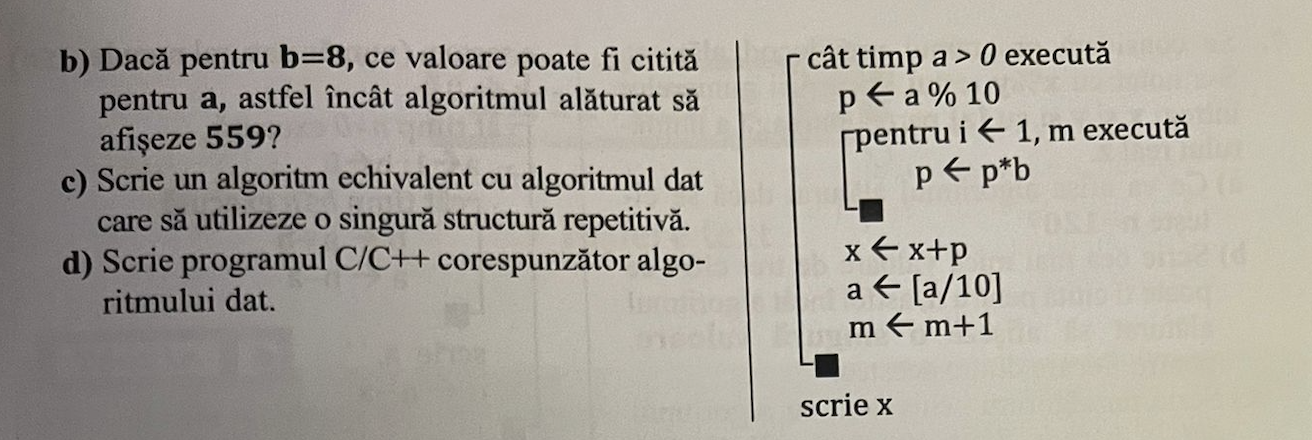 b) Dacă pentru b=8, ce valoare poate fi citită
pentru a, astfel încât algoritmul alăturat să
afişeze 559?
c) Scrie un algoritm echivalent cu algoritmul dat
care să utilizeze o singură structură repetitivă.
d) Scrie programul C/C++ corespunzător algo-
ritmului dat.
cât timp a > 0 execută
p ← a % 10
pentru i ← 1, m execută
p ← p*b
x ← x+p
a ← [a/10]
m ← m+1
scrie x